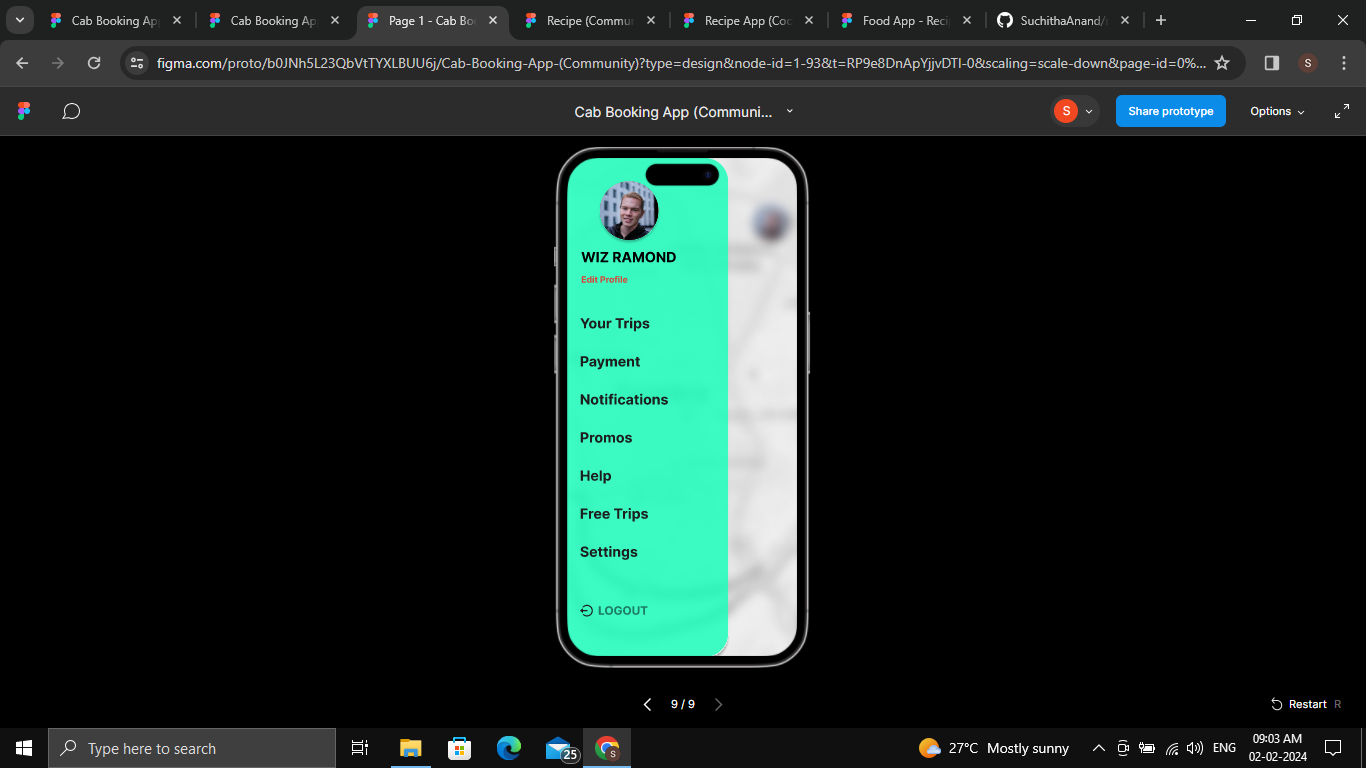 Cab Booking Ap
Cab Booking Ap
Page 1 - Cab Bo
Recipe (Commu
Recipe App (Coo
Food App - Reci
SuchithaAnand/
figma.com/proto/b0JNh5L23QbVtTYXLBUU6j/Cab-Booking-App-(Community)?type=design&node-id=1-93&t=RP9e8DnApYjjvDTI-0&scaling=scale-down&page-id=0%...
S
Cab Booking App (Communi...
S
Share prototype
Options
WIZ RAMOND
Edit Profile
Your Trips
Payment
Notifications
Promos
Help
Free Trips
Settings
LOGOUT
9 / 9
Restart R
Type here to search
25
S
27°C Mostly sunny
ENG
09:03 AM
02-02-2024